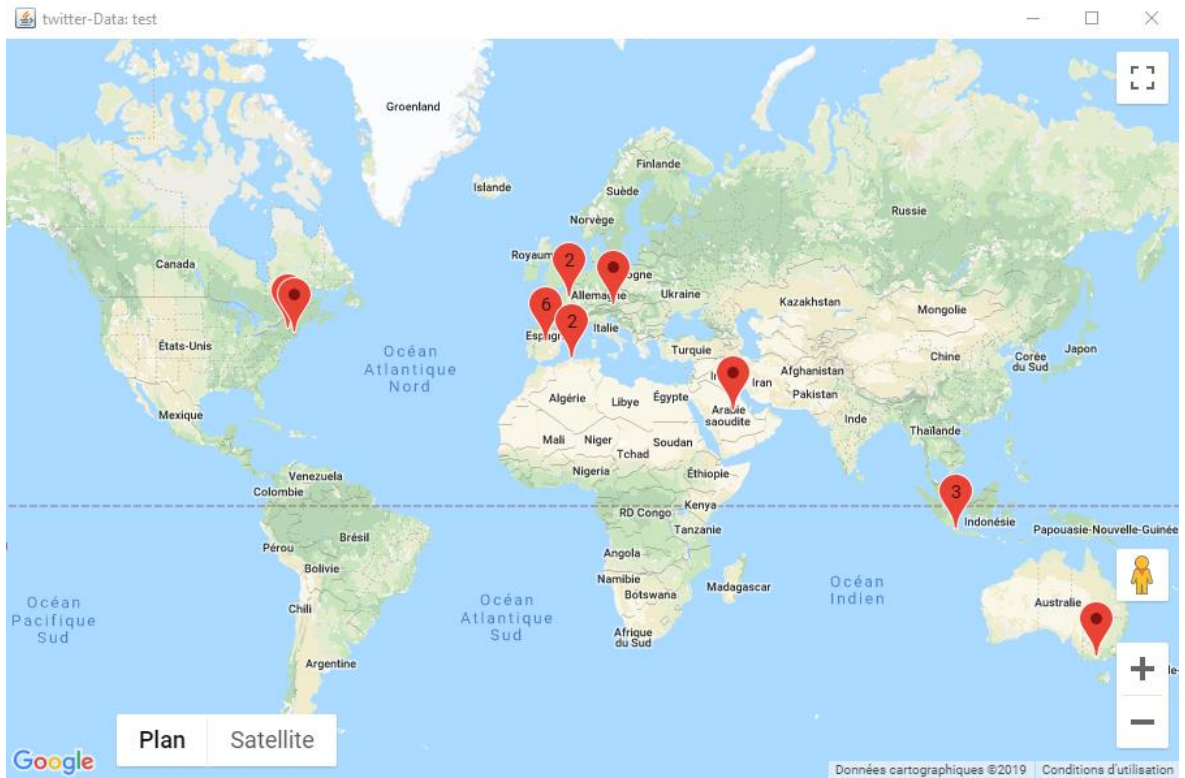 twitter-Data: test
Groenland
Finlande
Islande
Suède
Norvège
Russie
Canada
Royaum
2
ogne
Allemagne
Ukraine
Kazakhstan
Mongolie
6
2
Italie
Espagn
États-Unis
Océan
Atlantique
Nord
Turquie
Chine
Corée
du Sud
Japon
Afghanistan
Iran
Pakistan
Algérie
Libye
Égypte
Arabie
saoudite
Inde
Mexique
Thaïlande
Mali
Niger
Tchad
Soudan
Nigeria
Éthiopie
Venezuela
Colombie
3
Kenya
RD Congo
Indonésie
Papouasie-Nouvelle-Guinée
Tanzanie
Brésil
Pérou
Angola
Bolivie
Namibie
Botswana
Madagascar
Océan
Indien
Océan
Pacifique
Sud
Chili
Océan
Atlantique
Sud
Australie
Afrique
du Sud
Argentine
Plan
Satellite
Google
Données cartographiques ©2019
Conditions d'utilisation